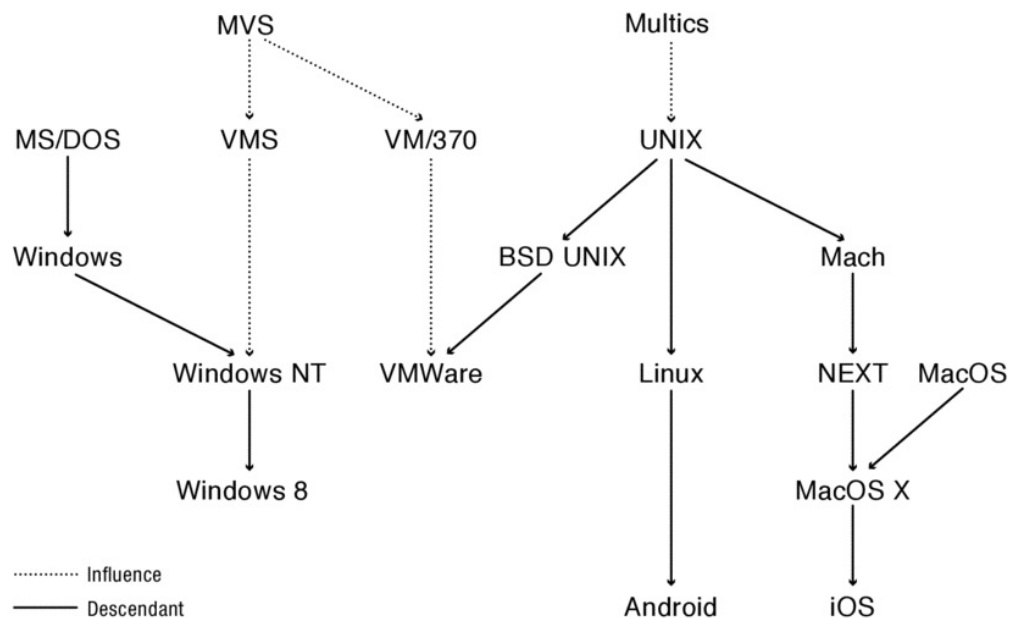 MVS
Multics
MS/DOS
VMS
VM/370
UNIX
Windows
BSD UNIX
Mach
Windows NT
VMWare
Linux
NEXT
MacOS
Windows 8
MacOS X
Influence
Descendant
Android
iOS